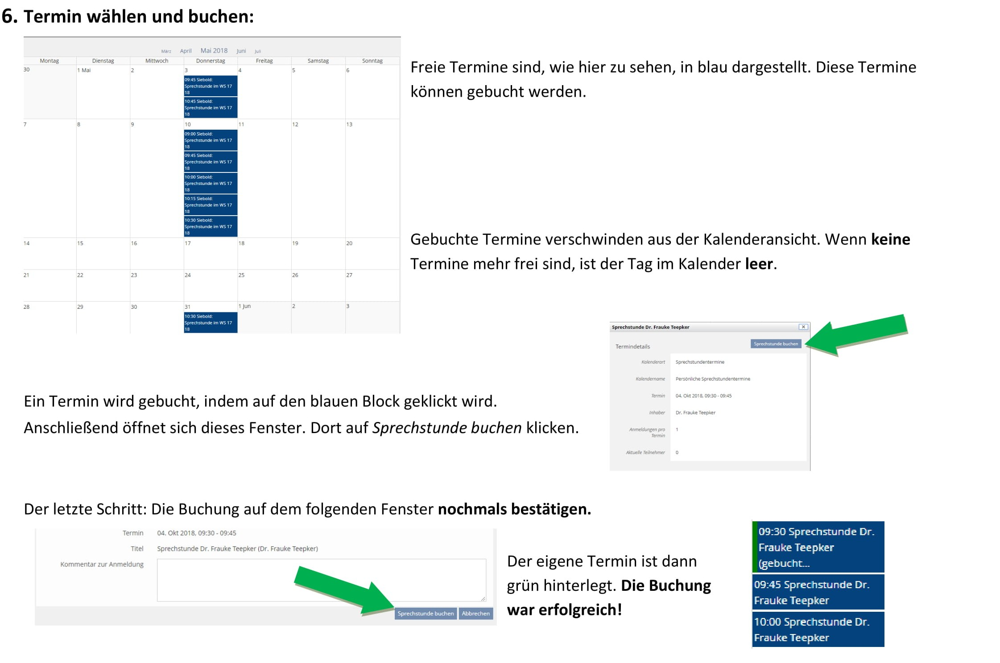 6. Termin wählen und buchen:
März April Mai 2018 Juni Juli
Montag Dienstag Mittwoch Donnerstag Freitag Samstag Sonntag
30 1 Mai 2 3 4 5 6
09:45 Siebold:
Sprechstunde im WS 17
18
10:45 Siebold:
Sprechstunde im WS 17
18
7 8 9 10 11 12 13
09:00 Siebold:
Sprechstunde im WS 17
18
09:45 Siebold:
Sprechstunde im WS 17
18
10:00 Siebold:
Sprechstunde im WS 17
18
10:15 Siebold:
Sprechstunde im WS 17
18
10:30 Siebold:
Sprechstunde im WS 17
18
14 15 16 17 18 19 20
21 22 23 24 25 26 27
28 29 30 31 1 Jun 2 3
10:30 Siebold:
Sprechstunde im WS 17
18
Freie Termine sind, wie hier zu sehen, in blau dargestellt. Diese Termine
können gebucht werden.
Gebuchte Termine verschwinden aus der Kalenderansicht. Wenn keine
Termine mehr frei sind, ist der Tag im Kalender leer.
Ein Termin wird gebucht, indem auf den blauen Block geklickt wird.
Anschließend öffnet sich dieses Fenster. Dort auf Sprechstunde buchen klicken.
Sprechstunde Dr. Frauke Teepker x
Termindetails Sprechstunde buchen
Kalenderart Sprechstundentermine
Kalendername Persönliche Sprechstundentermine
Termin 04. Okt 2018, 09:30 - 09:45
Inhaber Dr. Frauke Teepker
Anmeldungen pro 1
Termin
Aktuelle Teilnehmer 0
Der letzte Schritt: Die Buchung auf dem folgenden Fenster nochmals bestätigen.
Termin 04. Okt 2018, 09:30 - 09:45
Titel Sprechstunde Dr. Frauke Teepker (Dr. Frauke Teepker)
Kommentar zur Anmeldung
Sprechstunde buchen Abbrechen
Der eigene Termin ist dann
grün hinterlegt. Die Buchung
war erfolgreich!
09:30 Sprechstunde Dr.
Frauke Teepker
(gebucht...
09:45 Sprechstunde Dr.
Frauke Teepker
10:00 Sprechstunde Dr.
Frauke Teepker